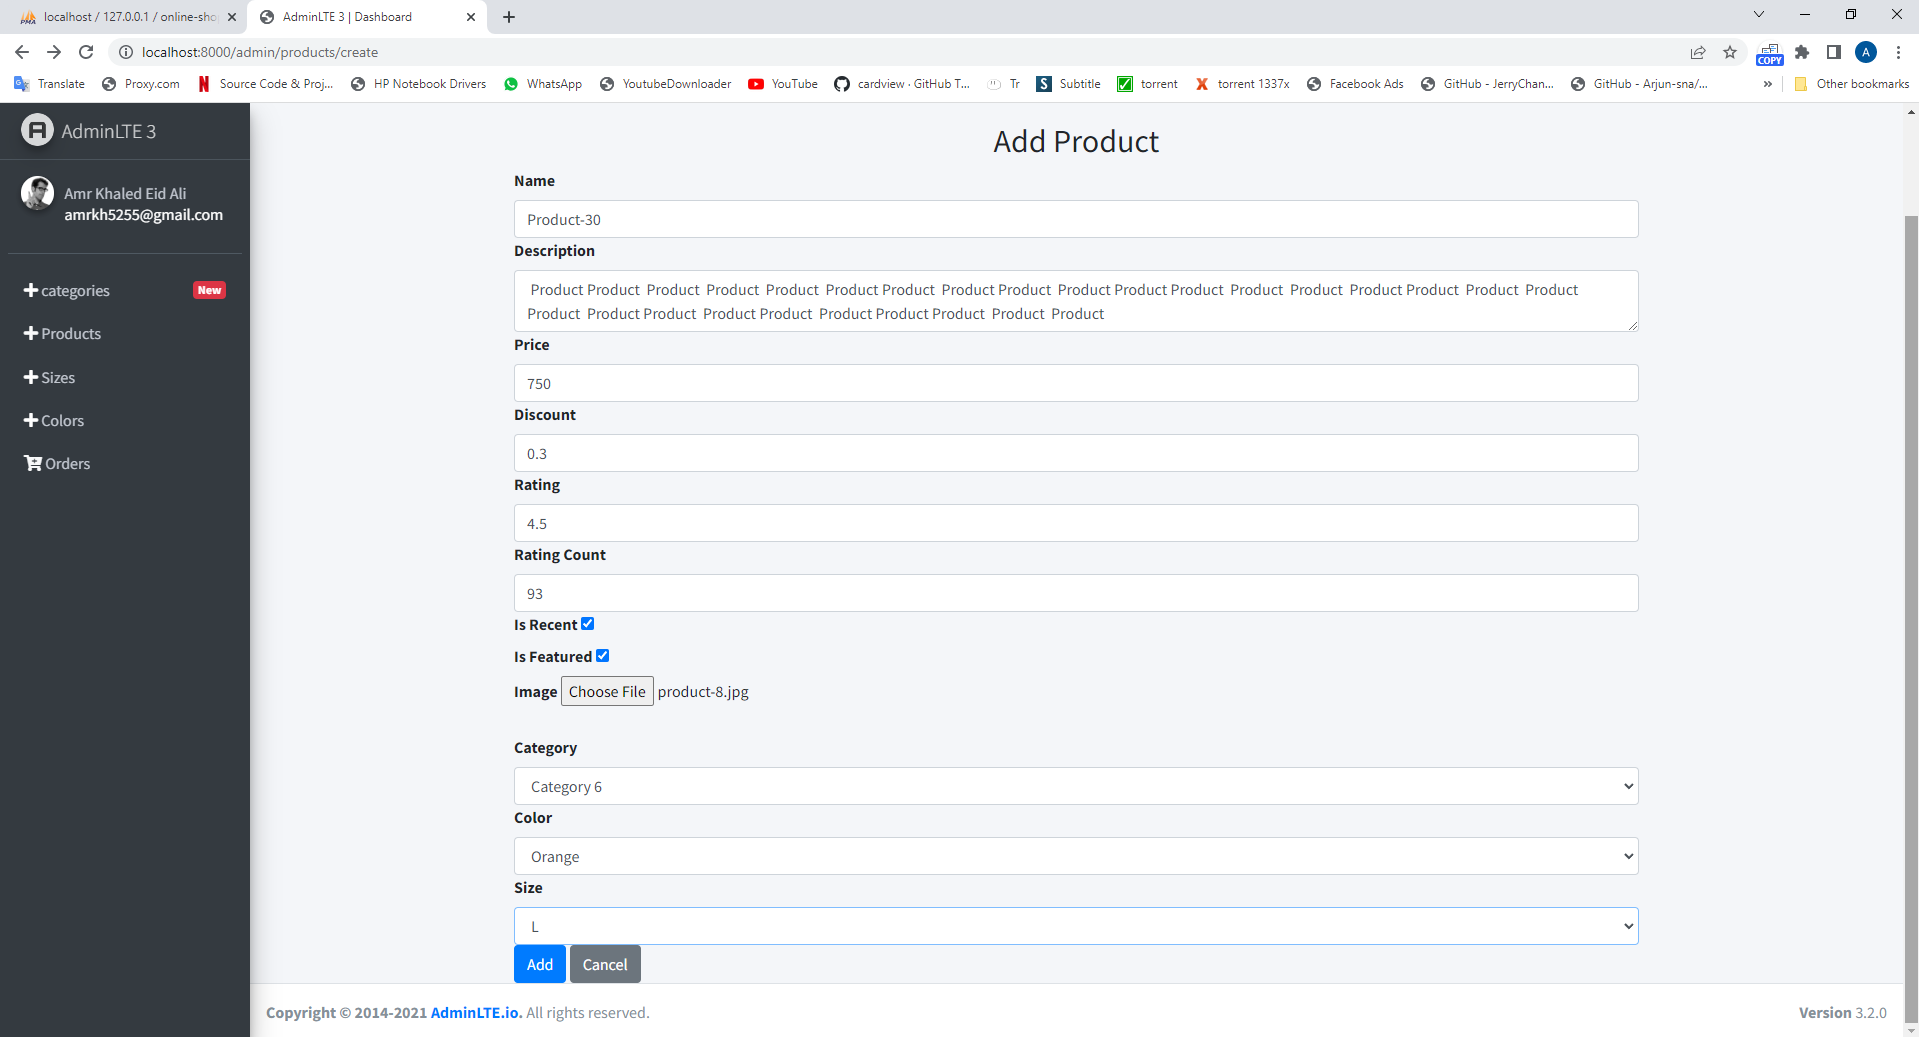 localhost / 127.0.0.1 / online-sho
AdminLTE 3 | Dashboard
localhost:8000/admin/products/create
COPY
A
Translate
Proxy.com
Source Code & Proj...
HP Notebook Drivers
WhatsApp
YoutubeDownloader
YouTube
cardview · GitHub T...
Tr
Subtitle
torrent
torrent 1337x
Facebook Ads
GitHub - JerryChan...
GitHub - Arjun-sna/...
»
Other bookmarks
AdminLTE 3
Amr Khaled Eid Ali
amrkh5255@gmail.com
categories New
Products
Sizes
Colors
Orders
Add Product
Name
Product-30
Description
Product Product Product Product Product Product Product Product Product Product Product Product Product Product Product Product Product Product
Product Product Product Product Product Product Product Product Product Product
Price
750
Discount
0.3
Rating
4.5
Rating Count
93
Is Recent
Is Featured
Image Choose File product-8.jpg
Category
Category 6
Color
Orange
Size
L
Add Cancel
Copyright © 2014-2021 AdminLTE.io. All rights reserved.
Version 3.2.0